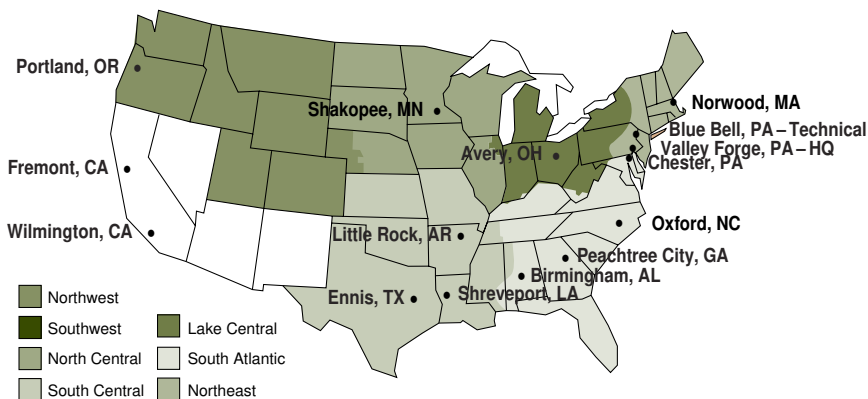 Portland, OR
Shakopee, MN
Norwood, MA
Blue Bell, PA – Technical
Avery, OH
Valley Forge, PA – HQ
Chester, PA
Fremont, CA
Wilmington, CA
Little Rock, AR
Oxford, NC
Peachtree City, GA
Birmingham, AL
Ennis, TX
Shreveport, LA
Northwest
Southwest
Lake Central
North Central
South Atlantic
South Central
Northeast